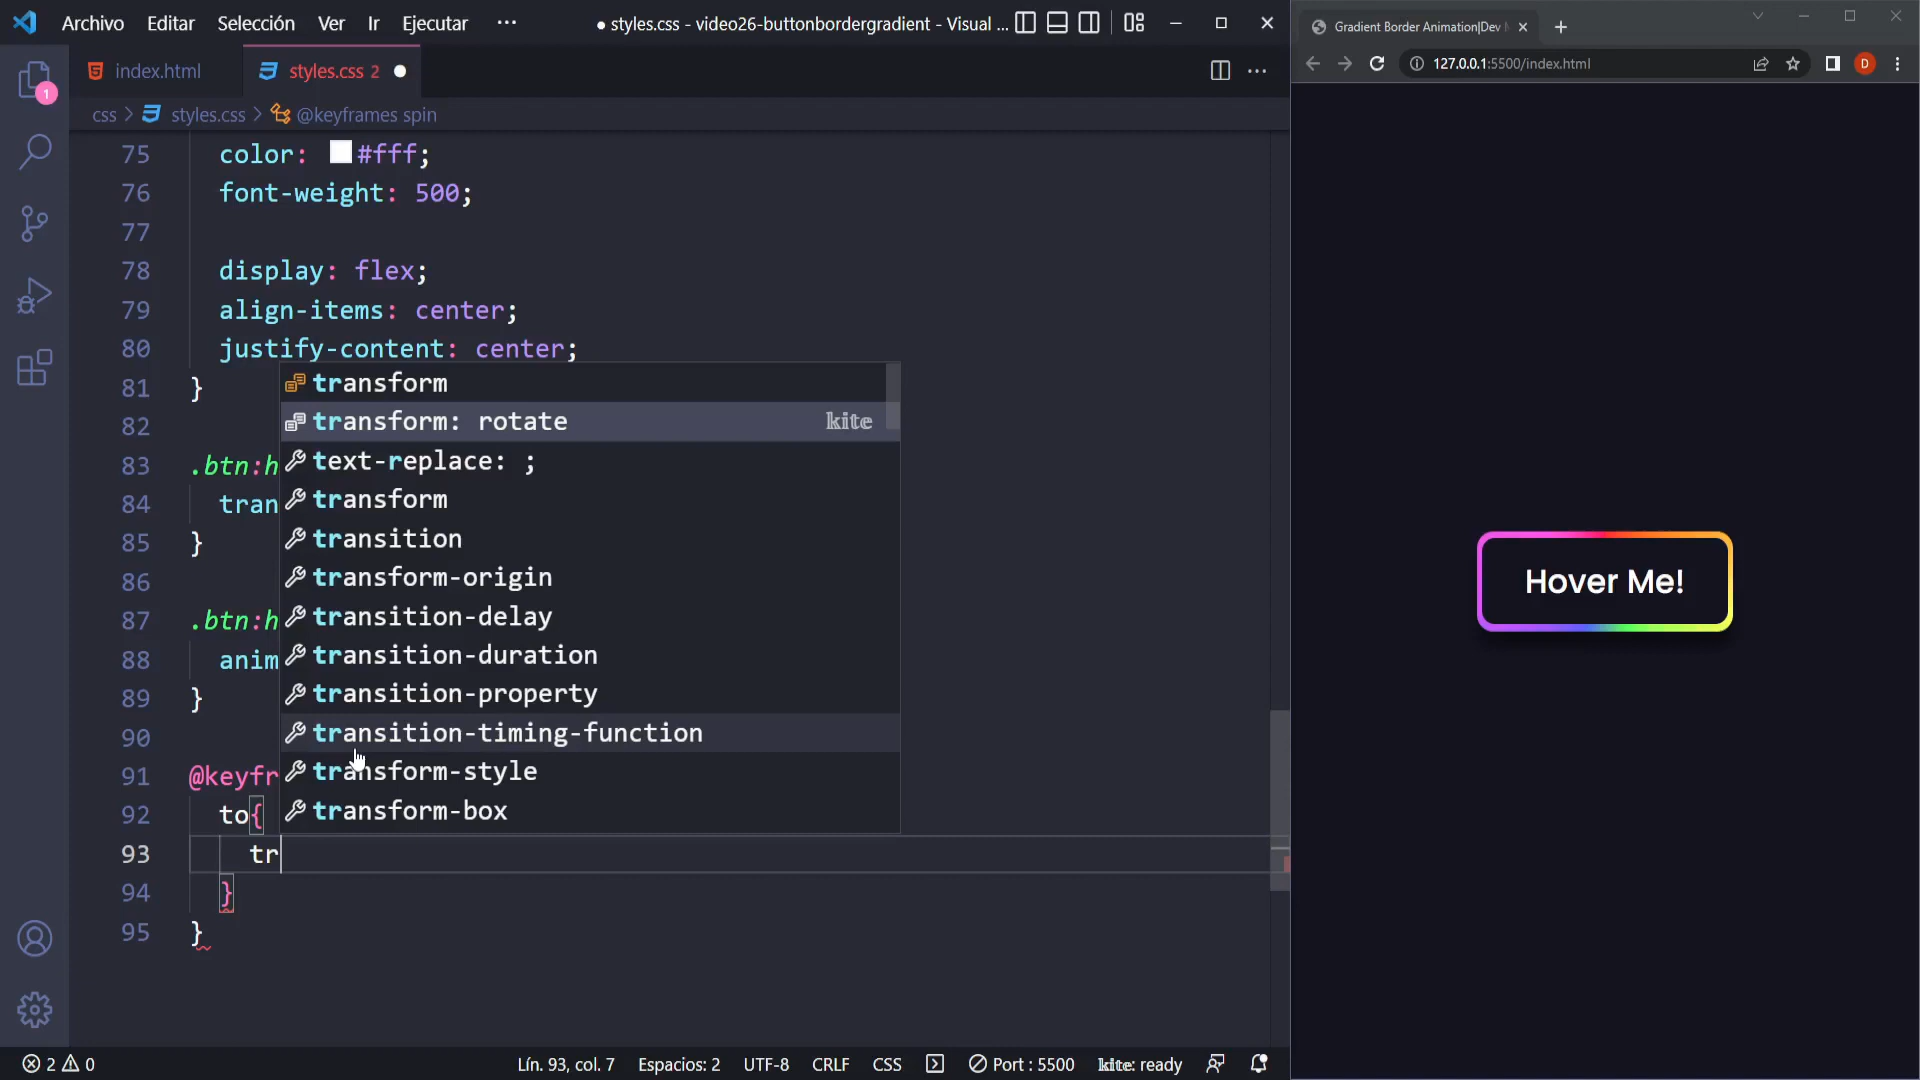 Archivo Editar Selección Ver Ir Ejecutar ···
● styles.css - video26-buttonbordergradient - Visual ...
index.html
styles.css 2
css > styles.css > @keyframes spin
75 color: #fff;
76 font-weight: 500;
77
78 display: flex;
79 align-items: center;
80 justify-content: center;
81 }
82
83 .btn:h
84 tran
85 }
86
87 .btn:h
88 anim
89 }
90
91 @keyfr
92 to{
93 tr
94 }
95 }
transform
transform: rotate kite
text-replace: ;
transform
transition
transform-origin
transition-delay
transition-duration
transition-property
transition-timing-function
transform-style
transform-box
1
2 0
Lín. 93, col. 7 Espacios: 2 UTF-8 CRLF CSS Port : 5500 kite: ready
Gradient Border Animation|Dev
127.0.0.1:5500/index.html
D
Hover Me!